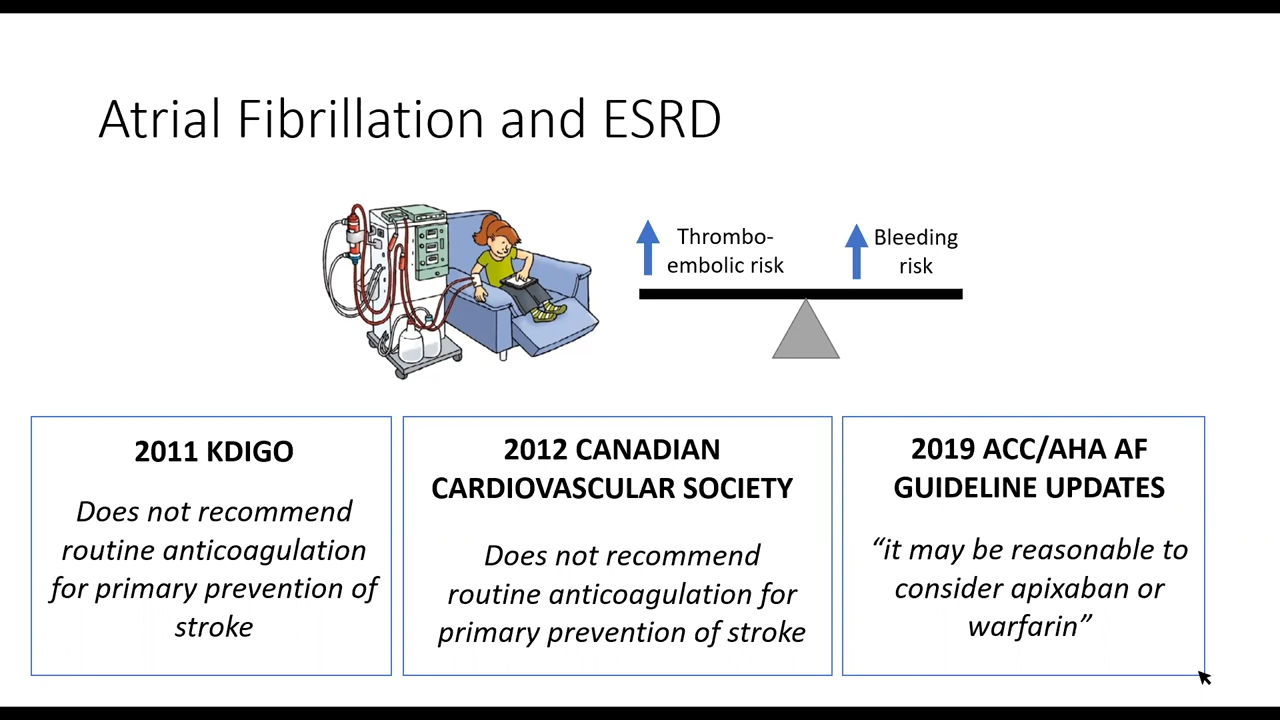 Atrial Fibrillation and ESRD
Thrombo-
embolic risk
Bleeding
risk
2011 KDIGO
Does not recommend
routine anticoagulation
for primary prevention of
stroke
2012 CANADIAN
CARDIOVASCULAR SOCIETY
Does not recommend
routine anticoagulation for
primary prevention of stroke
2019 ACC/AHA AF
GUIDELINE UPDATES
“it may be reasonable to
consider apixaban or
warfarin”